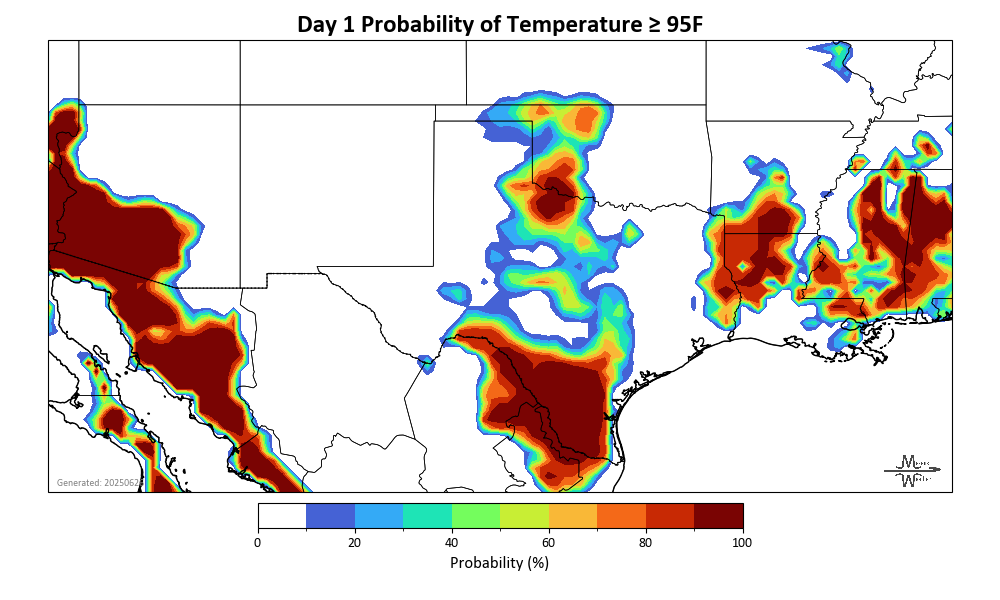 Day 1 Probability of Temperature ≥ 95F
Generated: 2025062
0 20 40 60 80 100
Probability (%)